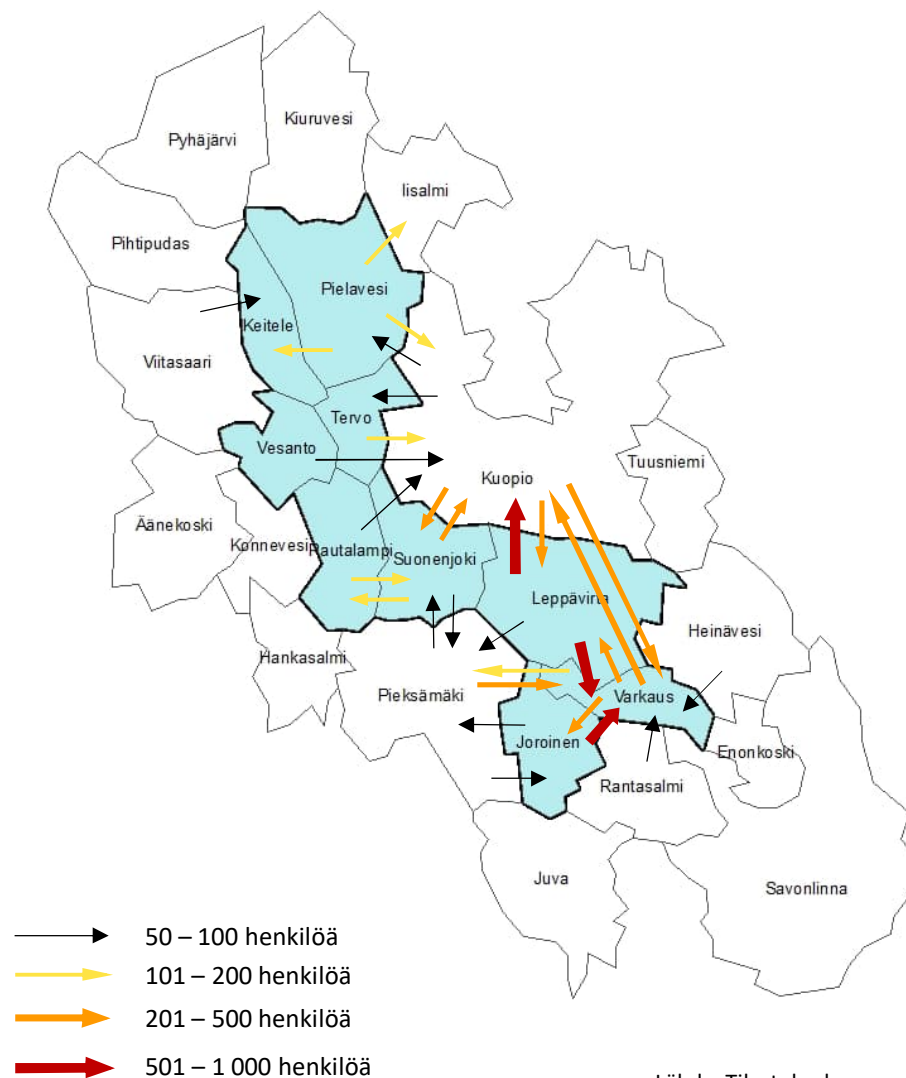 Kiuruvesi
Pyhäjärvi
Iisalmi
Pihtipudas
Pielavesi
Keitele
Viitasaari
Tervo
Vesanto
Kuopio
Tuusniemi
Äänekoski
Konnevesi
Rautalampi
Suonenjoki
Leppävirta
Heinävesi
Hankasalmi
Pieksämäki
Varkaus
Joroinen
Enonkoski
Rantasalmi
Juva
Savonlinna
50 – 100 henkilöä
101 – 200 henkilöä
201 – 500 henkilöä
501 – 1 000 henkilöä